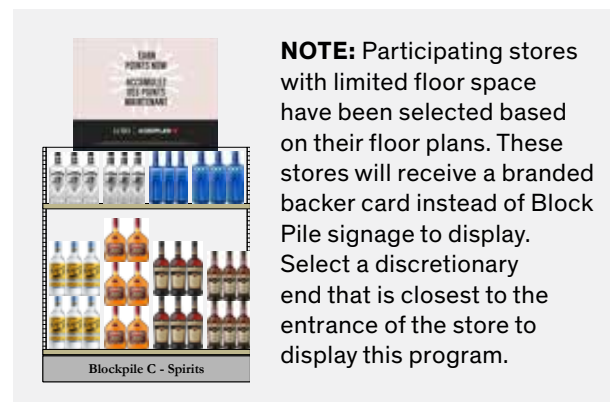 EARN
POINTS NOW
ACCUMULEZ
DES POINTS
MAINTENANT
LCBO | AEROPLAN
Blockpile C - Spirits
NOTE: Participating stores
with limited floor space
have been selected based
on their floor plans. These
stores will receive a branded
backer card instead of Block
Pile signage to display.
Select a discretionary
end that is closest to the
entrance of the store to
display this program.